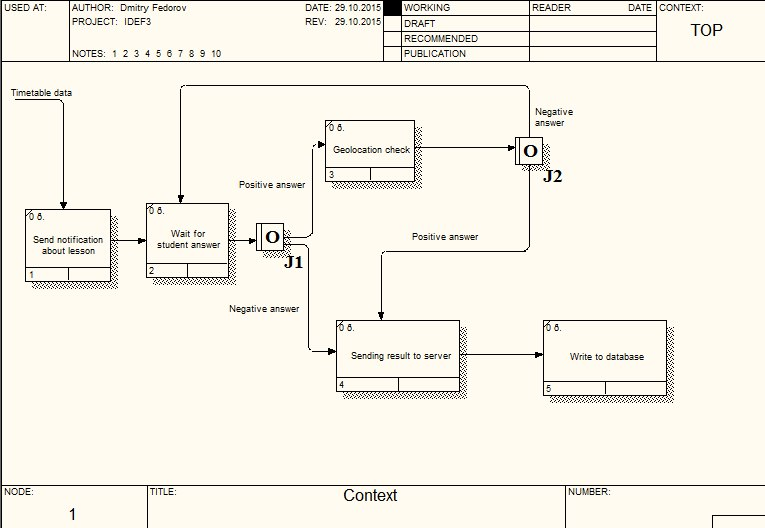 USED AT:
AUTHOR: Dmitry Fedorov
DATE: 29.10.2015
PROJECT: IDEF3
REV: 29.10.2015
NOTES: 1 2 3 4 5 6 7 8 9 10
WORKING
DRAFT
RECOMMENDED
PUBLICATION
READER
DATE
CONTEXT:
TOP
Timetable data
Negative
answer
0 в.
Geolocation check
3
O
J2
Positive answer
0 в.
Send notification
about lesson
1
0 в.
Wait for
student answer
2
O
J1
Positive answer
Negative answer
0 в.
Sending result to server
4
0 в.
Write to database
5
NODE:
1
TITLE:
Context
NUMBER: